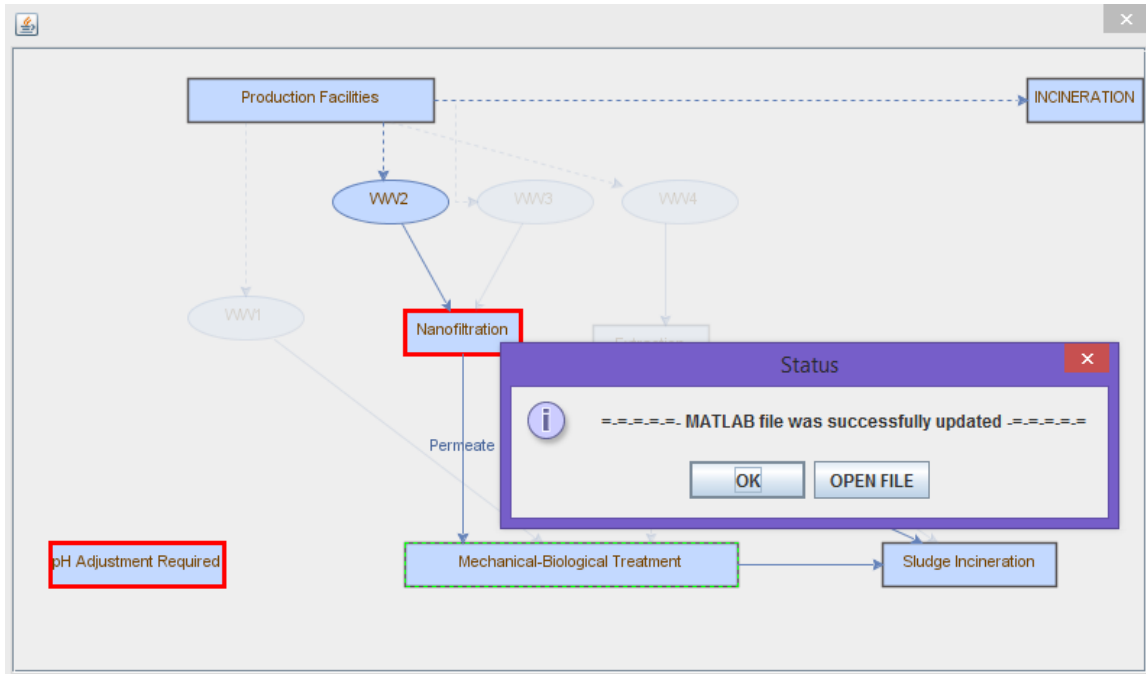 Production Facilities
INCINERATION
WW2
WW3
WW4
WW1
Nanofiltration
Extraction
Status
=-=-=-=-=- MATLAB file was successfully updated -=-=-=-=-=
OK
OPEN FILE
Permeate
pH Adjustment Required
Mechanical-Biological Treatment
Sludge Incineration